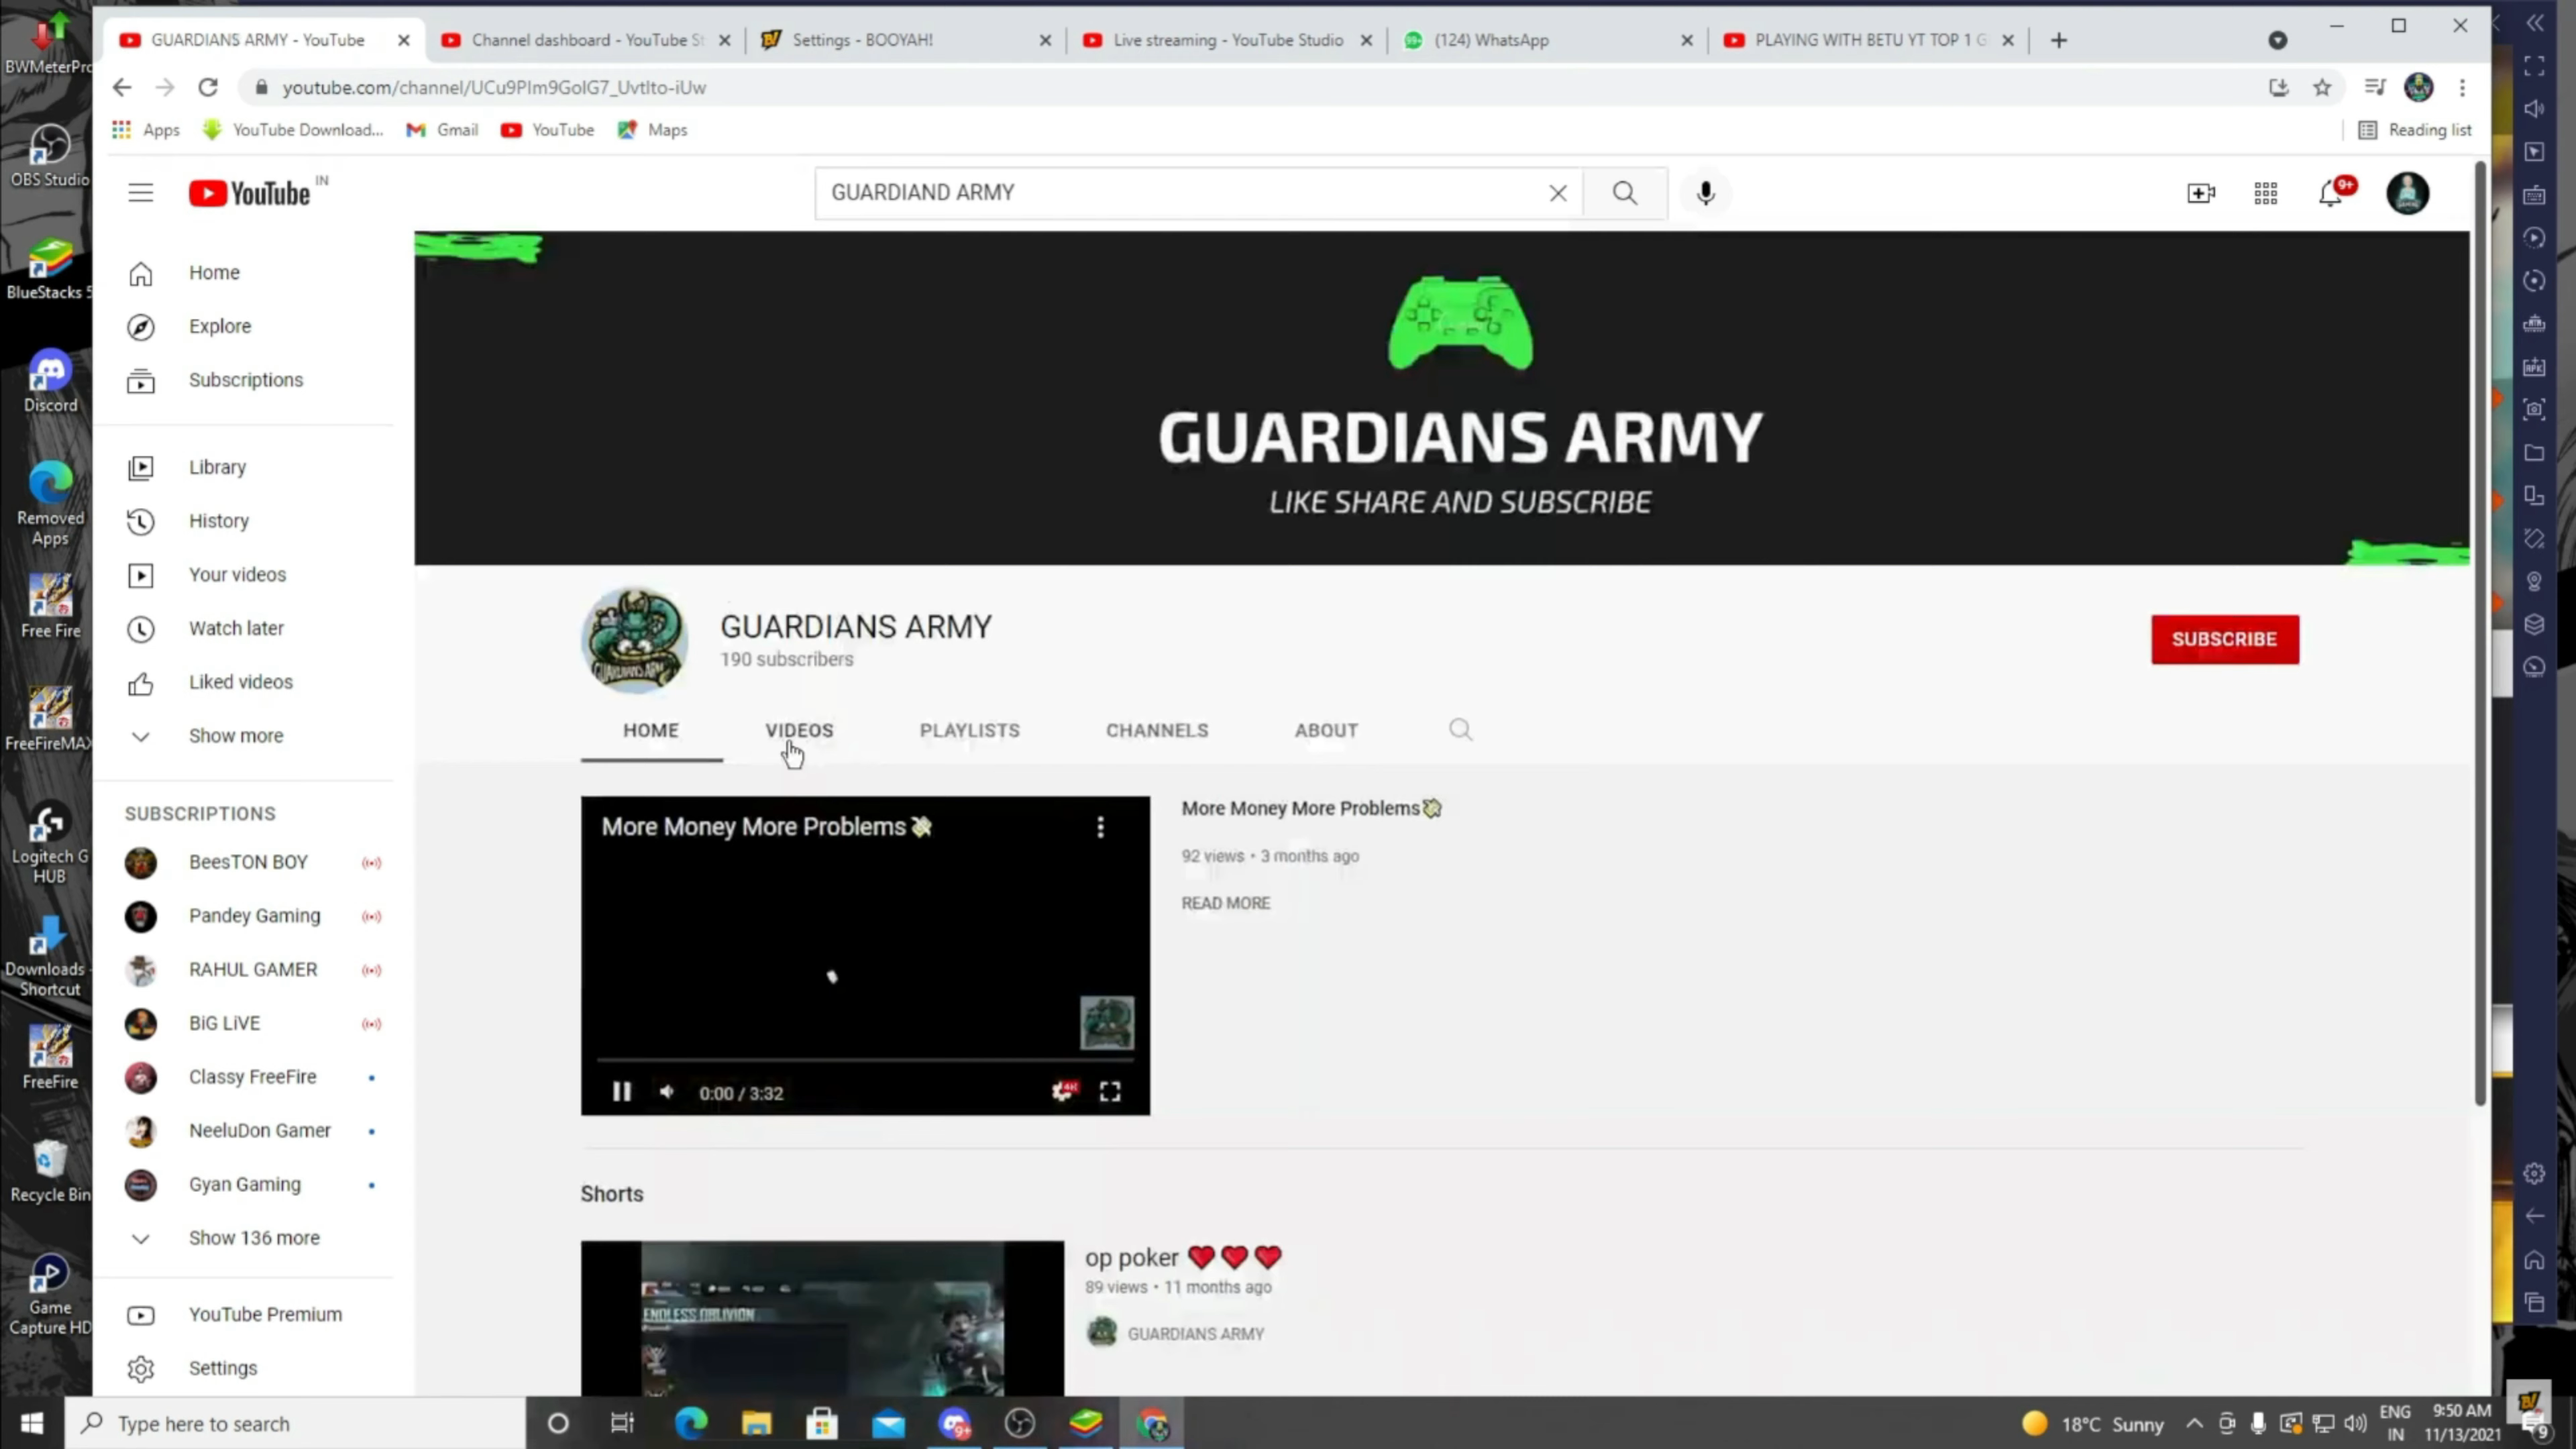 GUARDIANS ARMY - YouTube
Channel dashboard - YouTube St
Settings - BOOYAH!
Live streaming - YouTube Studio
(124) WhatsApp
PLAYING WITH BETU YT TOP 1 G
youtube.com/channel/UCu9PIm9GoIG7_UvtIto-iUw
Apps
YouTube Download...
Gmail
YouTube
Maps
Reading list
YouTube IN
GUARDIAND ARMY
9+
Home
Explore
Subscriptions
Library
History
Your videos
Watch later
Liked videos
Show more
SUBSCRIPTIONS
BeesTON BOY
Pandey Gaming
RAHUL GAMER
BiG LiVE
Classy FreeFire
NeeluDon Gamer
Gyan Gaming
Show 136 more
YouTube Premium
Settings
GUARDIANS ARMY
LIKE SHARE AND SUBSCRIBE
GUARDIANS ARMY
190 subscribers
SUBSCRIBE
HOME
VIDEOS
PLAYLISTS
CHANNELS
ABOUT
More Money More Problems
0:00 / 3:32
More Money More Problems
92 views • 3 months ago
READ MORE
Shorts
ENDLESS OBLIVION
op poker
89 views • 11 months ago
GUARDIANS ARMY
BWMeterPro
OBS Studio
BlueStacks 5
Discord
Removed
Apps
Free Fire
FreeFireMAX
Logitech G
HUB
Downloads -
Shortcut
FreeFire
Recycle Bin
Game
Capture HD
Type here to search
18°C Sunny
ENG
IN
9:50 AM
11/13/2021
9